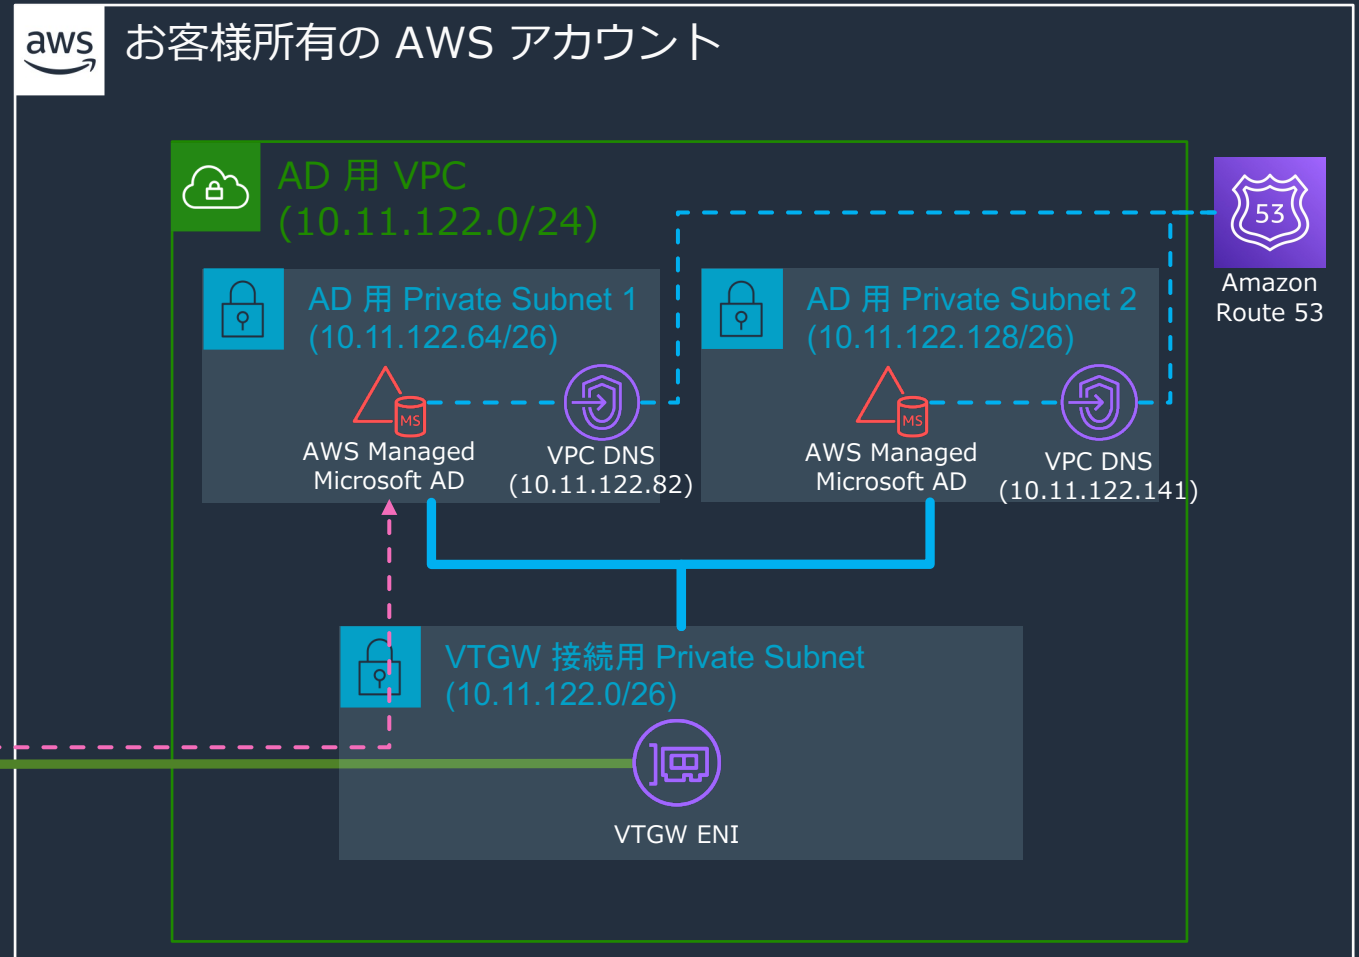 aws
お客様所有の AWS アカウント
AD 用 VPC
(10.11.122.0/24)
53
Amazon
Route 53
AD 用 Private Subnet 1
(10.11.122.64/26)
MS
AWS Managed
Microsoft AD
VPC DNS
(10.11.122.82)
AD 用 Private Subnet 2
(10.11.122.128/26)
MS
AWS Managed
Microsoft AD
VPC DNS
(10.11.122.141)
VTGW 接続用 Private Subnet
(10.11.122.0/26)
VTGW ENI